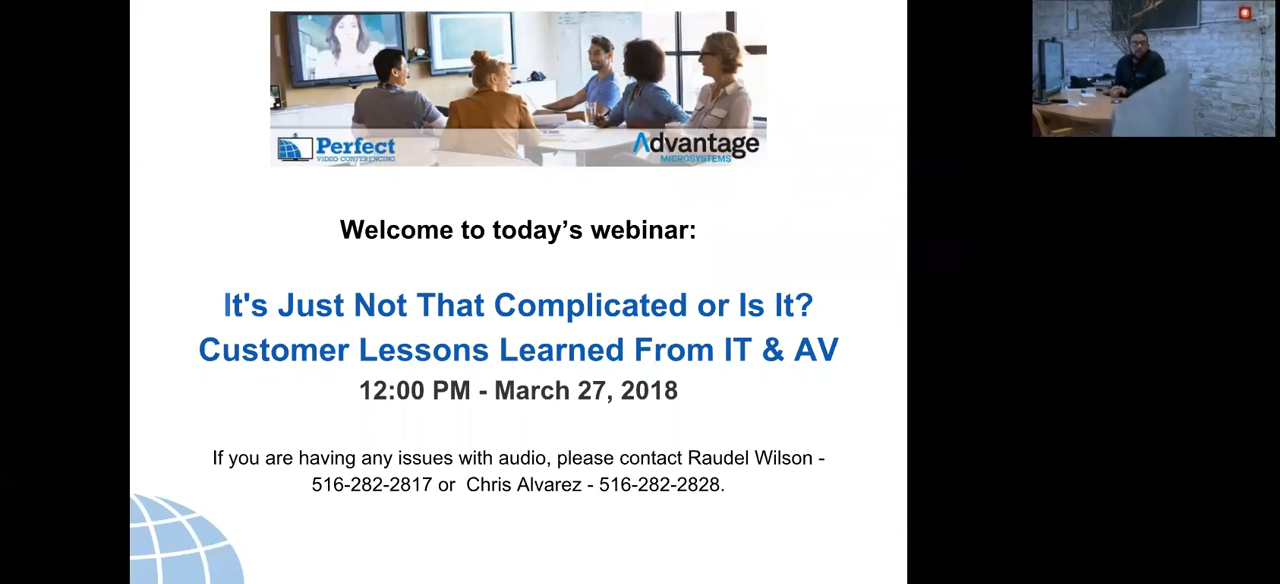 Perfect
VIDEO CONFERENCING
Advantage
MICROSYSTEMS
Welcome to today’s webinar:
It's Just Not That Complicated or Is It?
Customer Lessons Learned From IT & AV
12:00 PM - March 27, 2018
If you are having any issues with audio, please contact Raudel Wilson -
516-282-2817 or  Chris Alvarez - 516-282-2828.